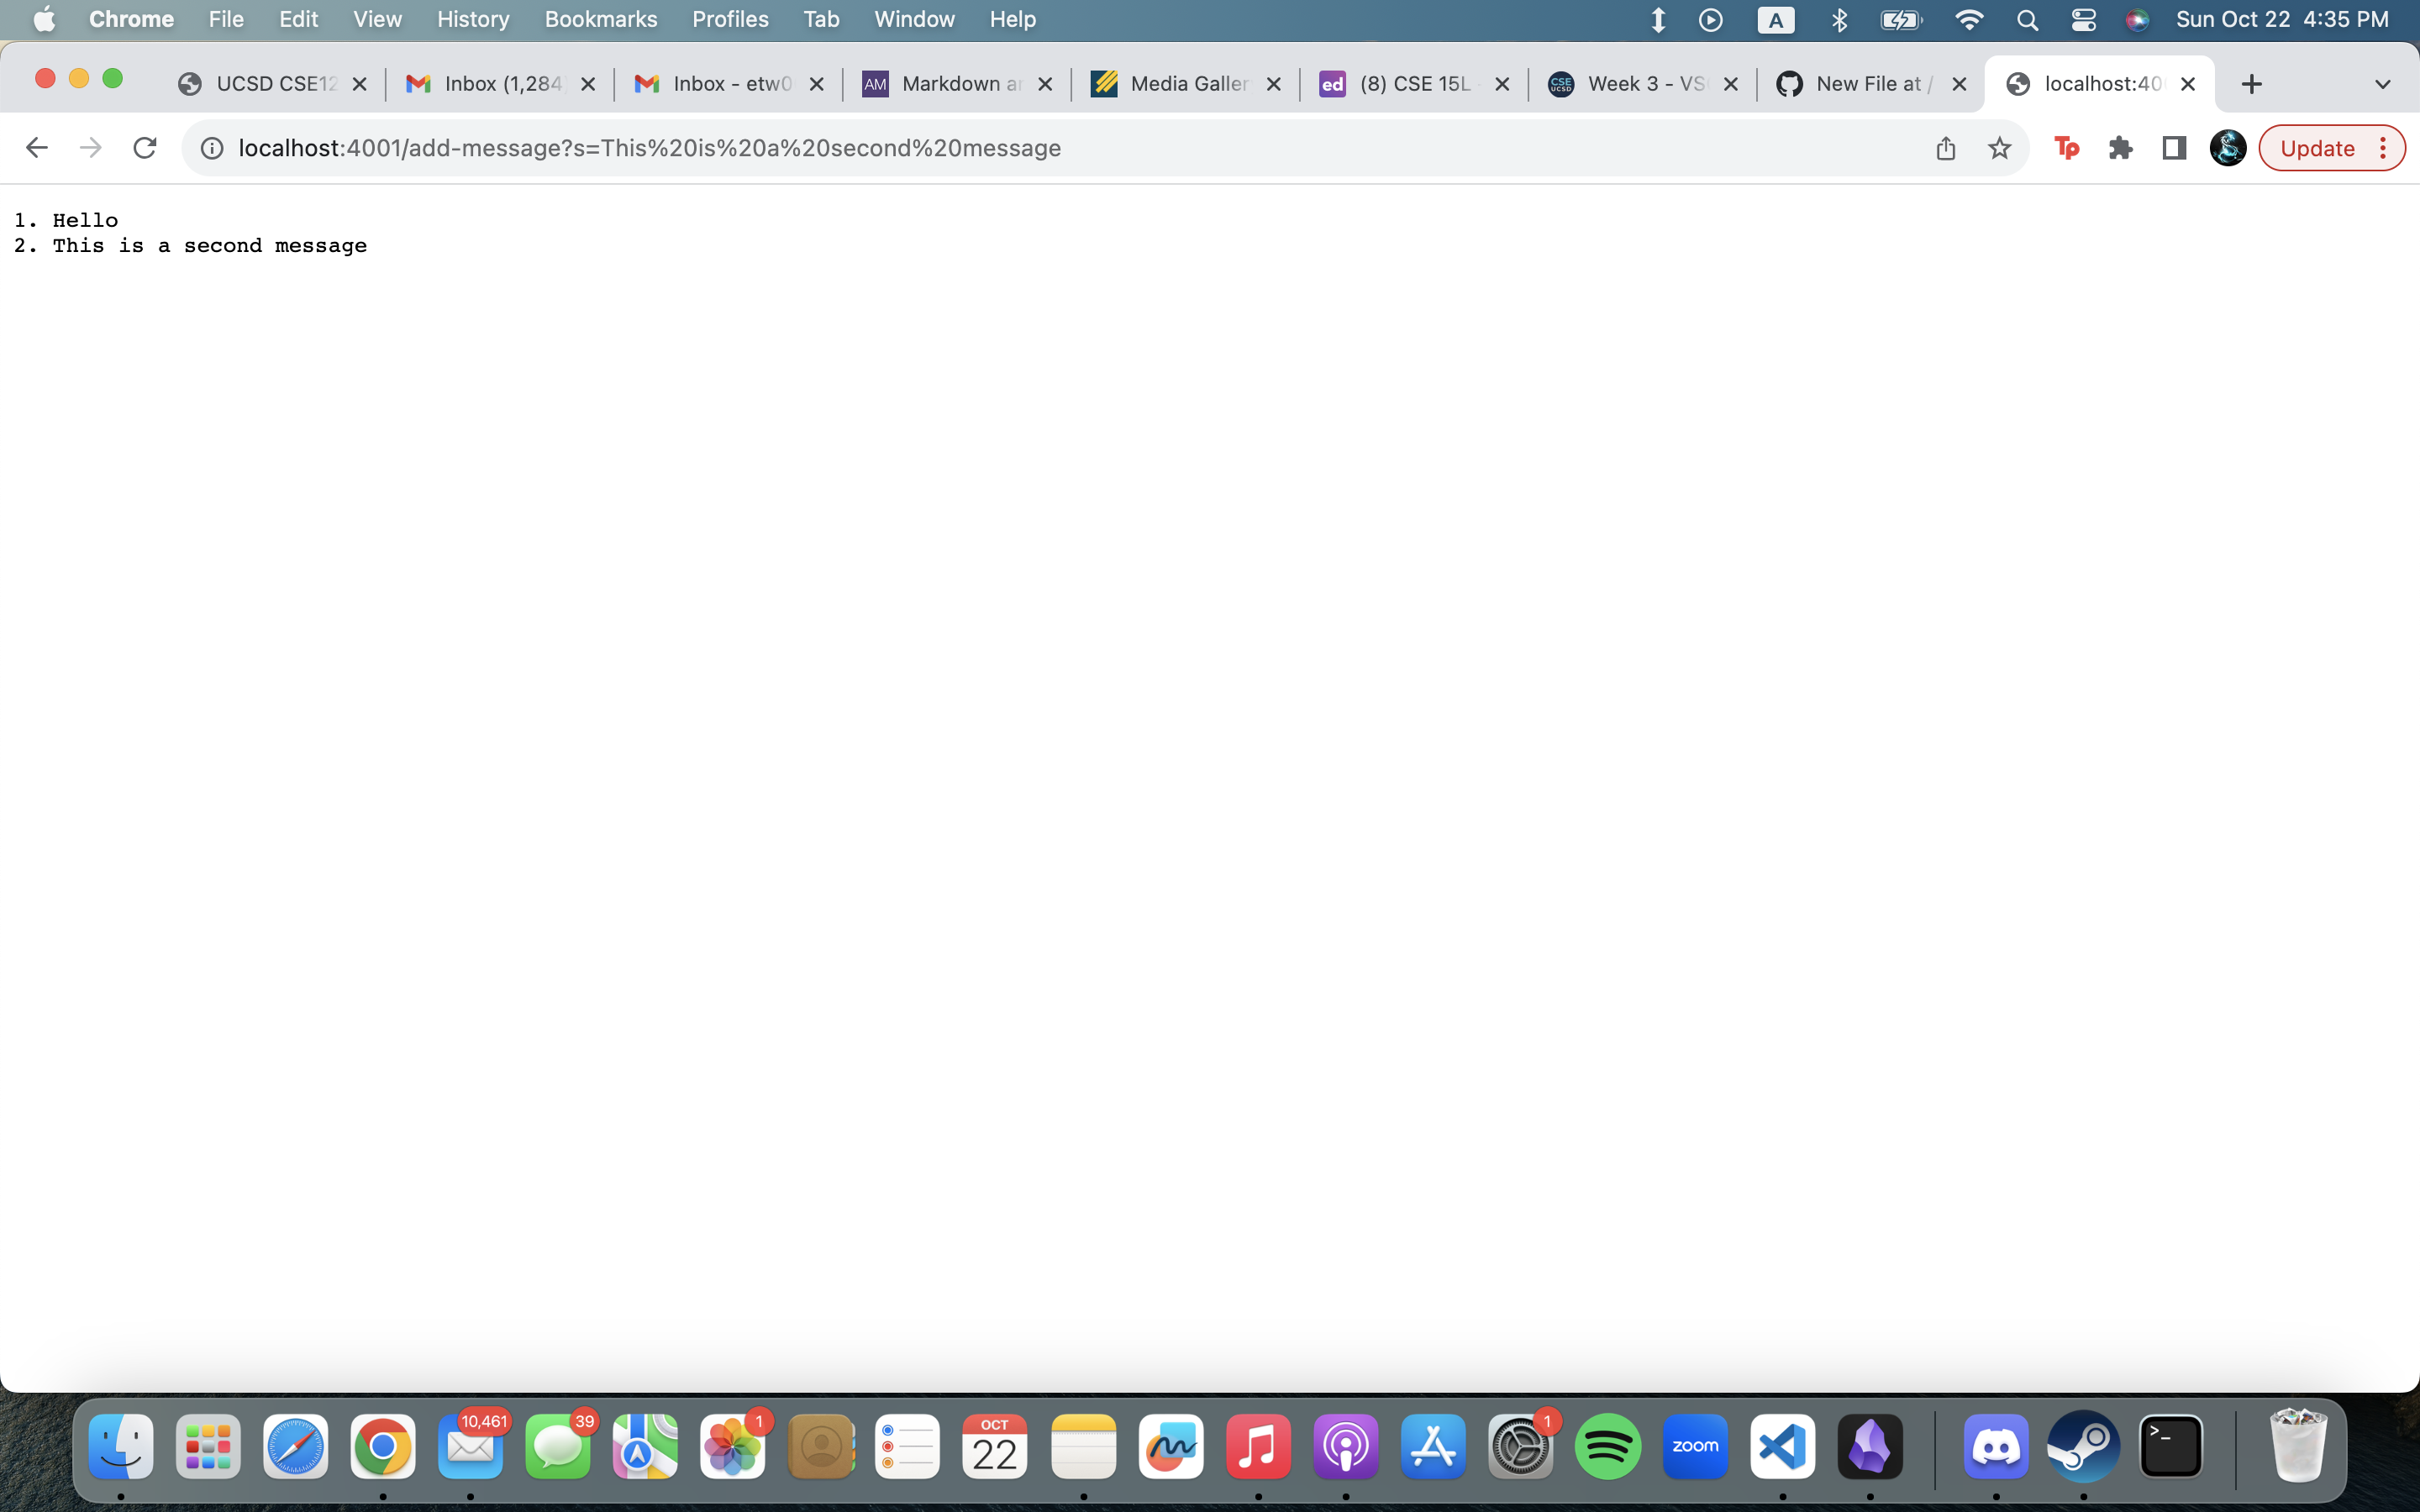 Chrome File Edit View History Bookmarks Profiles Tab Window Help A Sun Oct 22 4:35 PM
UCSD CSE12 Inbox (1,284 Inbox - etw0 AM Markdown ar Media Galler ed (8) CSE 15L CSE UCSD Week 3 - VS New File at / localhost:40
localhost:4001/add-message?s=This%20is%20a%20second%20message Tp Update
1. Hello
2. This is a second message
10,461 39 1 OCT 22 1 zoom >_